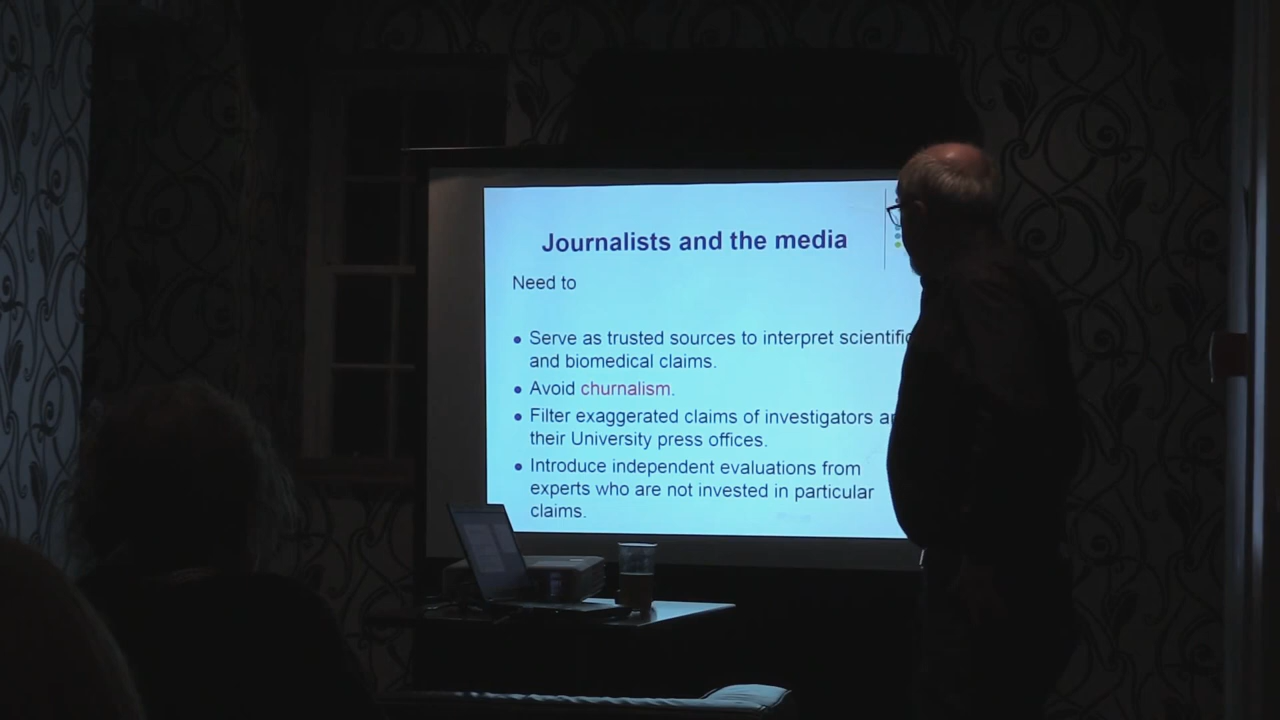 Journalists and the media
Need to
• Serve as trusted sources to interpret scientific
and biomedical claims.
• Avoid churnalism.
• Filter exaggerated claims of investigators
their University press offices.
• Introduce independent evaluations from
experts who are not invested in particular
claims.